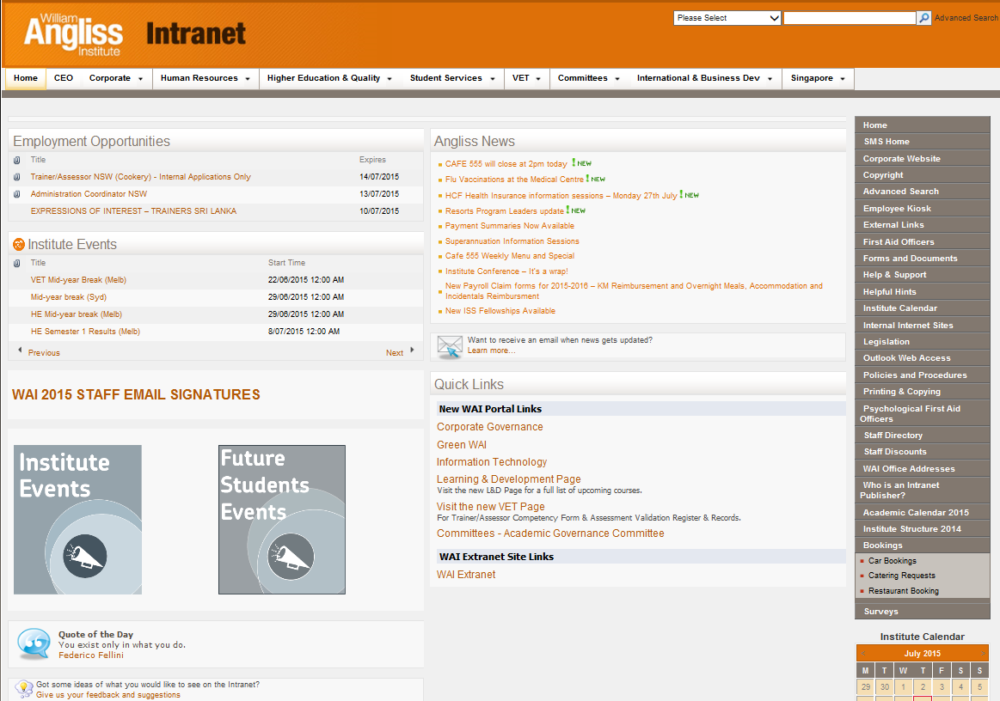 William
Angliss
Institute
Intranet
Please Select
Advanced Search
Home CEO Corporate Human Resources Higher Education & Quality Student Services VET Committees International & Business Dev Singapore
Employment Opportunities
Title Expires
Trainer/Assessor NSW (Cookery) - Internal Applications Only 14/07/2015
Administration Coordinator NSW 13/07/2015
EXPRESSIONS OF INTEREST – TRAINERS SRI LANKA 10/07/2015
Institute Events
Title Start Time
VET Mid-year Break (Melb) 22/06/2015 12:00 AM
Mid-year break (Syd) 29/06/2015 12:00 AM
HE Mid-year break (Melb) 29/06/2015 12:00 AM
HE Semester 1 Results (Melb) 8/07/2015 12:00 AM
Previous Next
WAI 2015 STAFF EMAIL SIGNATURES
Institute
Events
Future
Students
Events
Quote of the Day
You exist only in what you do.
Federico Fellini
Got some ideas of what you would like to see on the Intranet?
Give us your feedback and suggestions
Angliss News
CAFE 555 will close at 2pm today ! NEW
Flu Vaccinations at the Medical Centre ! NEW
HCF Health Insurance information sessions – Monday 27th July ! NEW
Resorts Program Leaders update ! NEW
Payment Summaries Now Available
Superannuation Information Sessions
Cafe 555 Weekly Menu and Special
Institute Conference – It's a wrap!
New Payroll Claim forms for 2015-2016 – KM Reimbursement and Overnight Meals, Accommodation and
Incidentals Reimbursment
New ISS Fellowships Available
Want to receive an email when news gets updated?
Learn more...
Quick Links
New WAI Portal Links
Corporate Governance
Green WAI
Information Technology
Learning & Development Page
Visit the new L&D Page for a full list of upcoming courses.
Visit the new VET Page
For Trainer/Assessor Competency Form & Assessment Validation Register & Records.
Committees - Academic Governance Committee
WAI Extranet Site Links
WAI Extranet
Home
SMS Home
Corporate Website
Copyright
Advanced Search
Employee Kiosk
External Links
First Aid Officers
Forms and Documents
Help & Support
Helpful Hints
Institute Calendar
Internal Internet Sites
Legislation
Outlook Web Access
Policies and Procedures
Printing & Copying
Psychological First Aid
Officers
Staff Directory
Staff Discounts
WAI Office Addresses
Who is an Intranet
Publisher?
Academic Calendar 2015
Institute Structure 2014
Bookings
Car Bookings
Catering Requests
Restaurant Booking
Surveys
Institute Calendar
July 2015
M T W T F S S
29 30 1 2 3 4 5